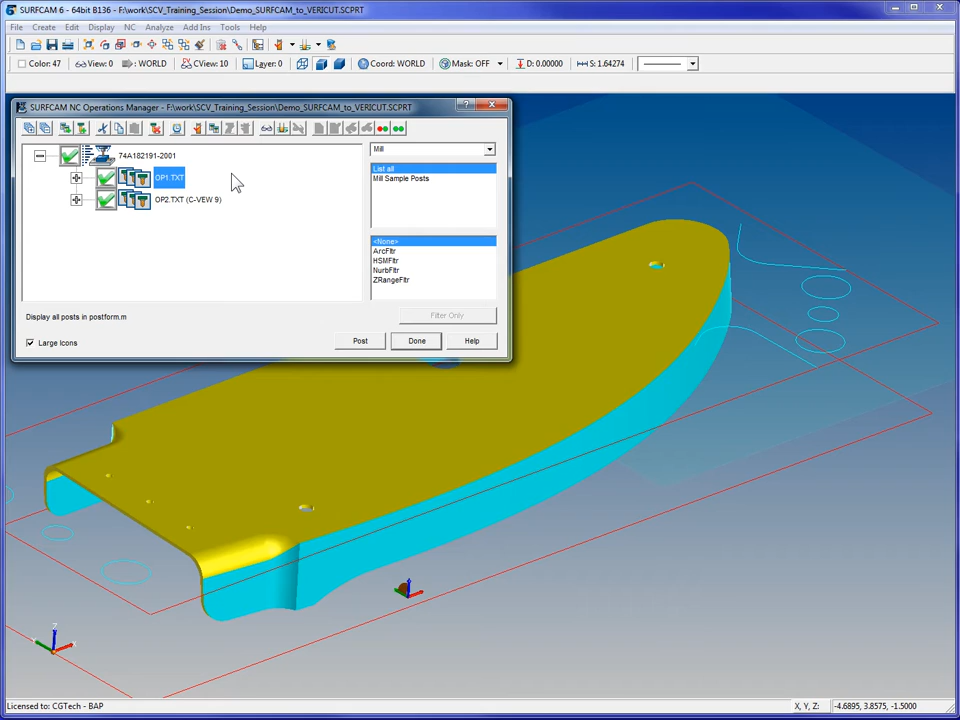 SURFCAM 6 - 64bit B136 - F:\work\SCV_Training_Session\Demo_SURFCAM_to_VERICUT.SCPRT
File Create Edit Display NC Analyze Add Ins Tools Help
Color: 47 View: 0 : WORLD CView: 10 Layer: 0 Coord: WORLD Mask: OFF D: 0.00000 S: 1.64274
SURFCAM NC Operations Manager - F:\work\SCV_Training_Session\Demo_SURFCAM_to_VERICUT.SCPRT
Mill
74A182191-2001
OP1.TXT
OP2.TXT (C-VEW 9)
List all
Mill Sample Posts
<None>
ArcFltr
HSMFltr
NurbFltr
ZRangeFltr
Display all posts in postform.m
Filter Only
Large Icons
Post Done Help
Z
X
Licensed to: CGTech - BAP
X, Y, Z: -4.6895, 3.8575, -1.5000